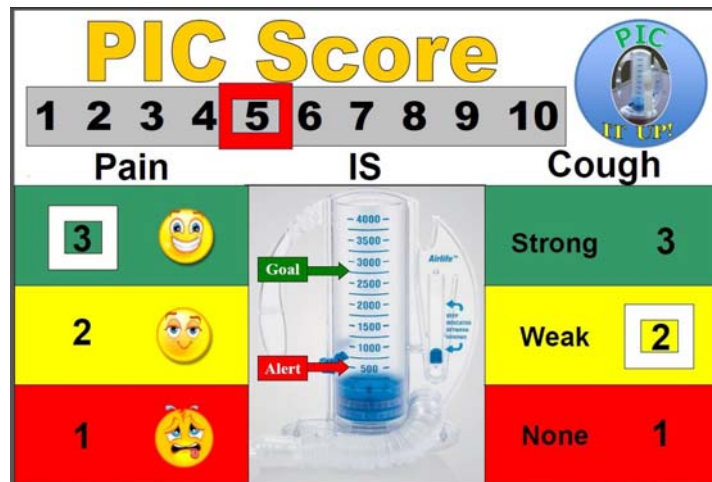 PIC Score
PIC
IT UP!
1 2 3 4 5 6 7 8 9 10
Pain IS Cough
3
2
1
4000
3500
3000
2500
2000
1500
1000
500
Goal
Alert
Airlife™
Strong 3
Weak 2
None 1